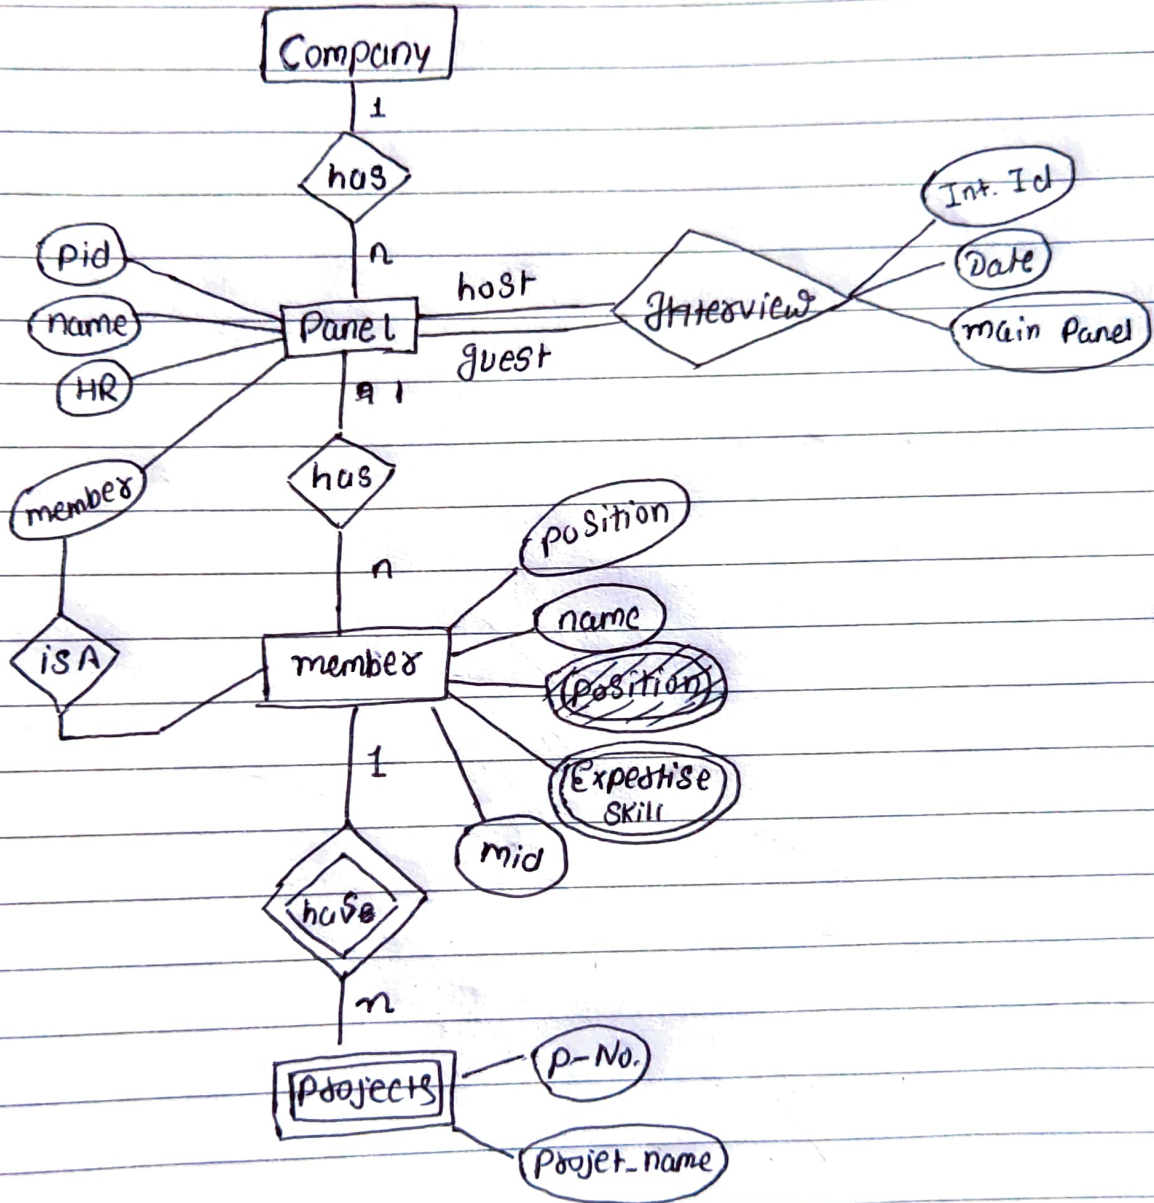 Company
1
has
n
Int. Id
pid
Date
host
name
Panel
Interview
main Panel
guest
HR
1
has
member
position
n
name
isA
member
position
1
Expertise
skill
mid
have
n
P-No.
Projects
Projet_name